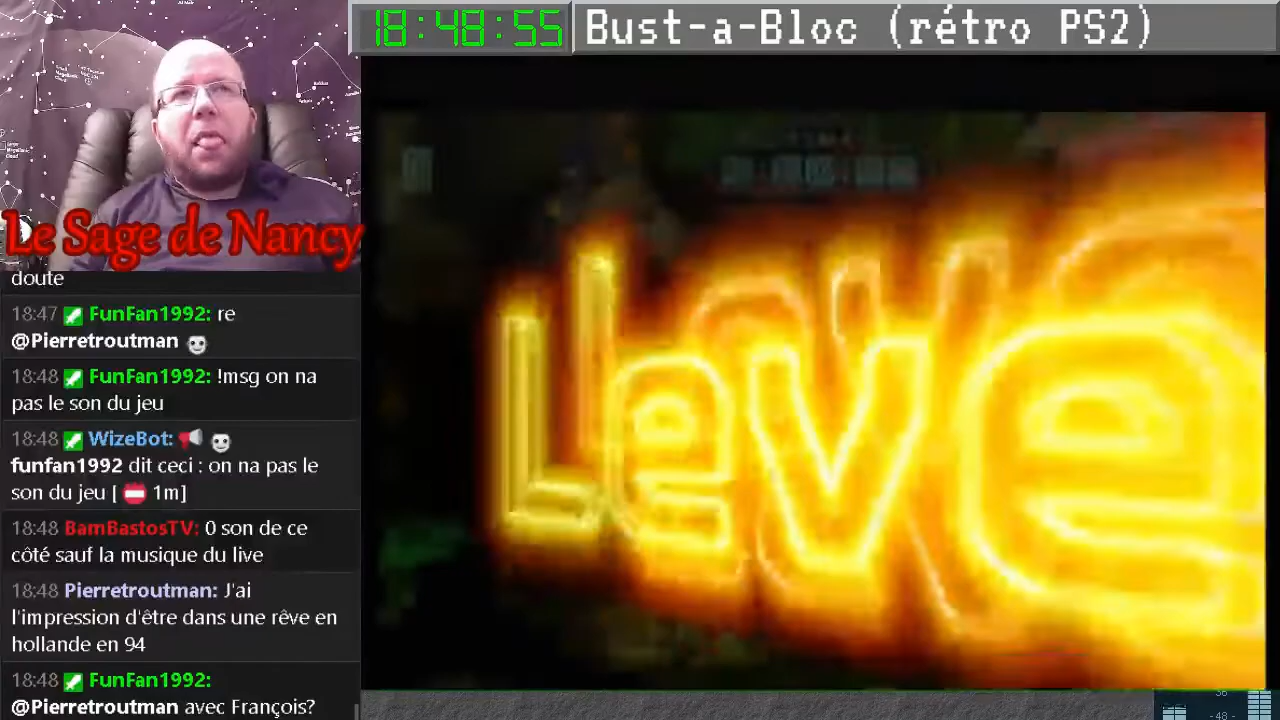 18:48:55
Bust-a-Bloc (rétro PS2)
Le Sage de Nancy
doute
18:47 FunFan1992: re
@Pierretroutman
18:48 FunFan1992: !msg on na
pas le son du jeu
18:48 WizeBot:
funfan1992 dit ceci : on na pas le
son du jeu [ 1m]
18:48 BamBastosTV: 0 son de ce
côté sauf la musique du live
18:48 Pierretroutman: J'ai
l'impression d'être dans une rêve en
hollande en 94
18:48 FunFan1992:
@Pierretroutman avec François?
Leve
-48-